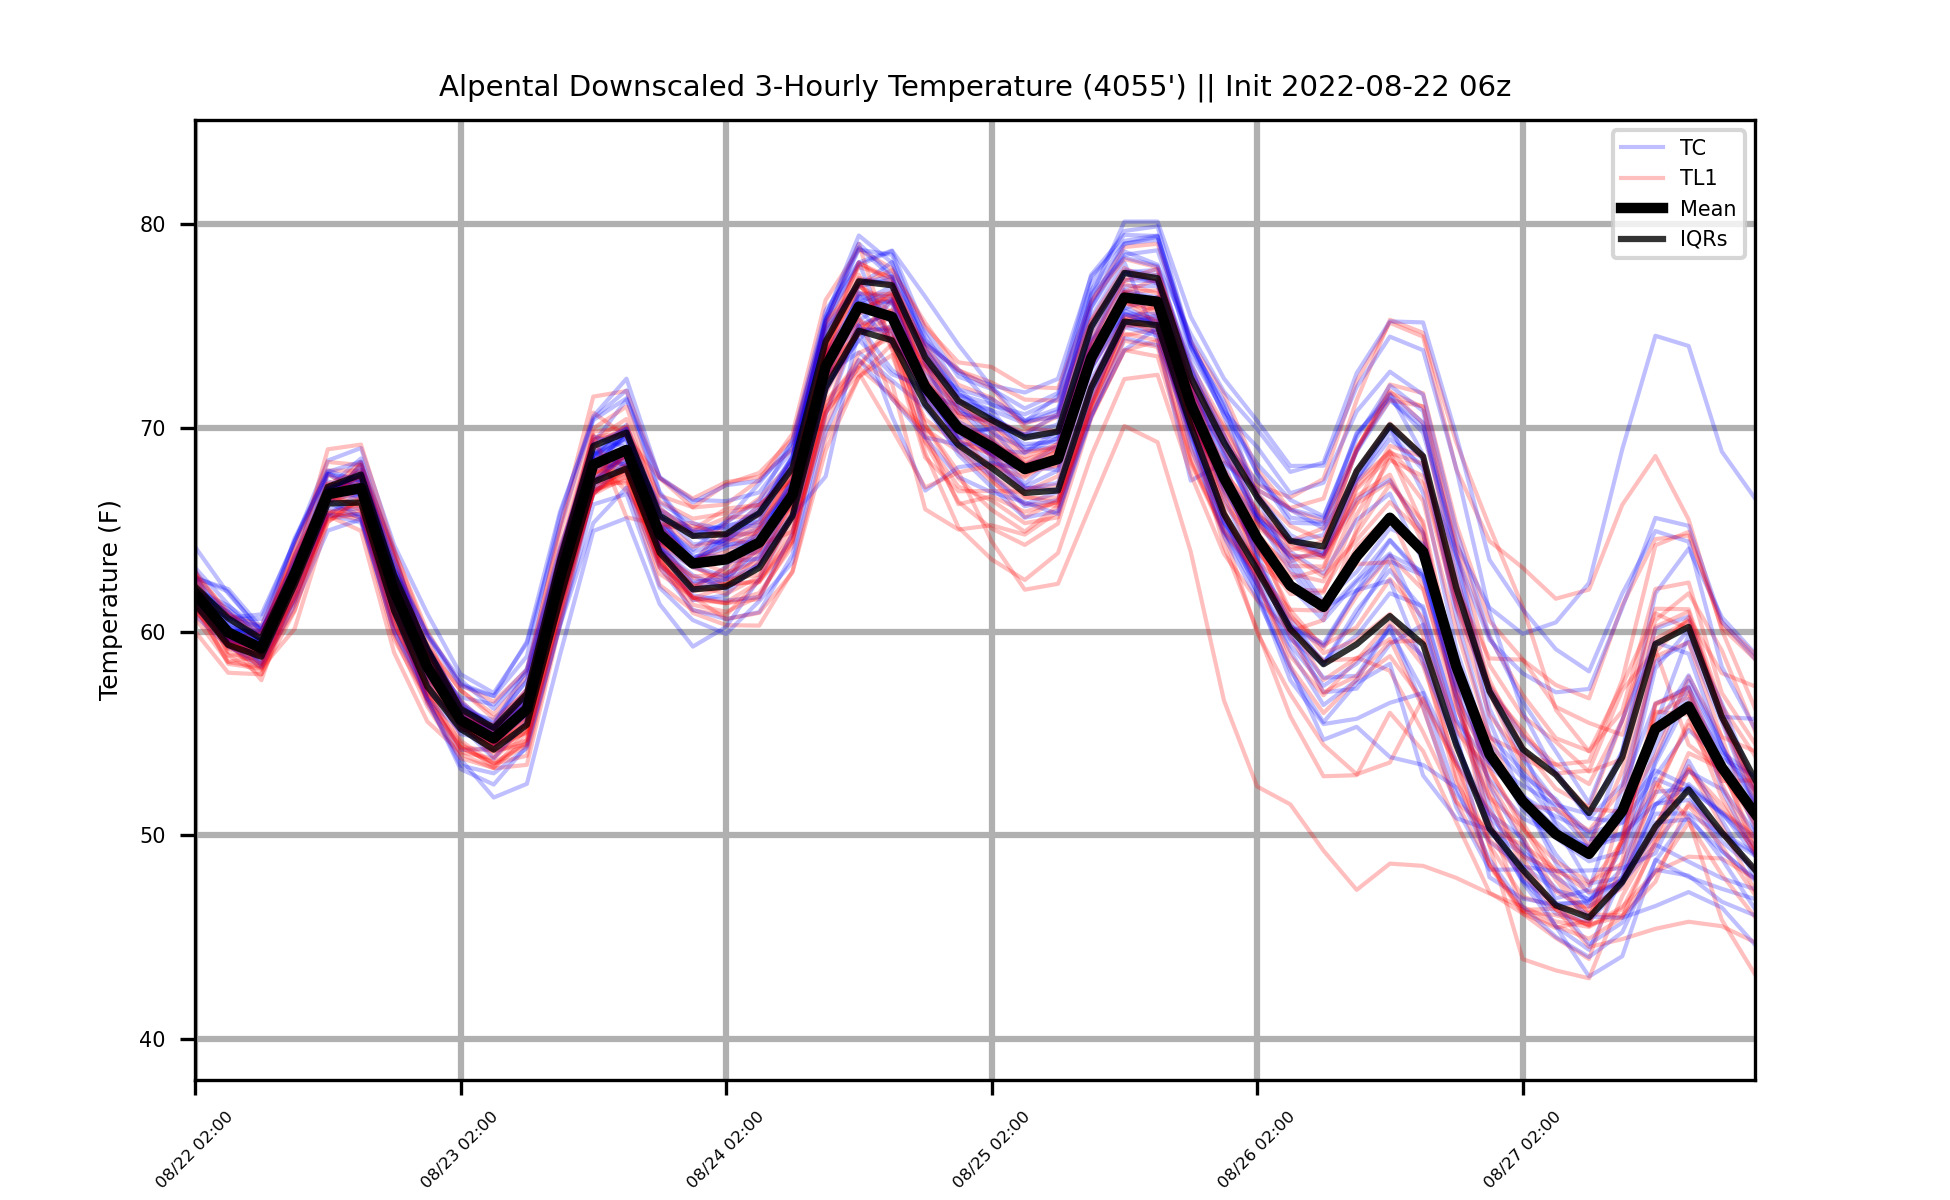 Alpental Downscaled 3-Hourly Temperature (4055') || Init 2022-08-22 06z
TC
TL1
Mean
IQRs
Temperature (F)
80
70
60
50
40
08/22 02:00
08/23 02:00
08/24 02:00
08/25 02:00
08/26 02:00
08/27 02:00